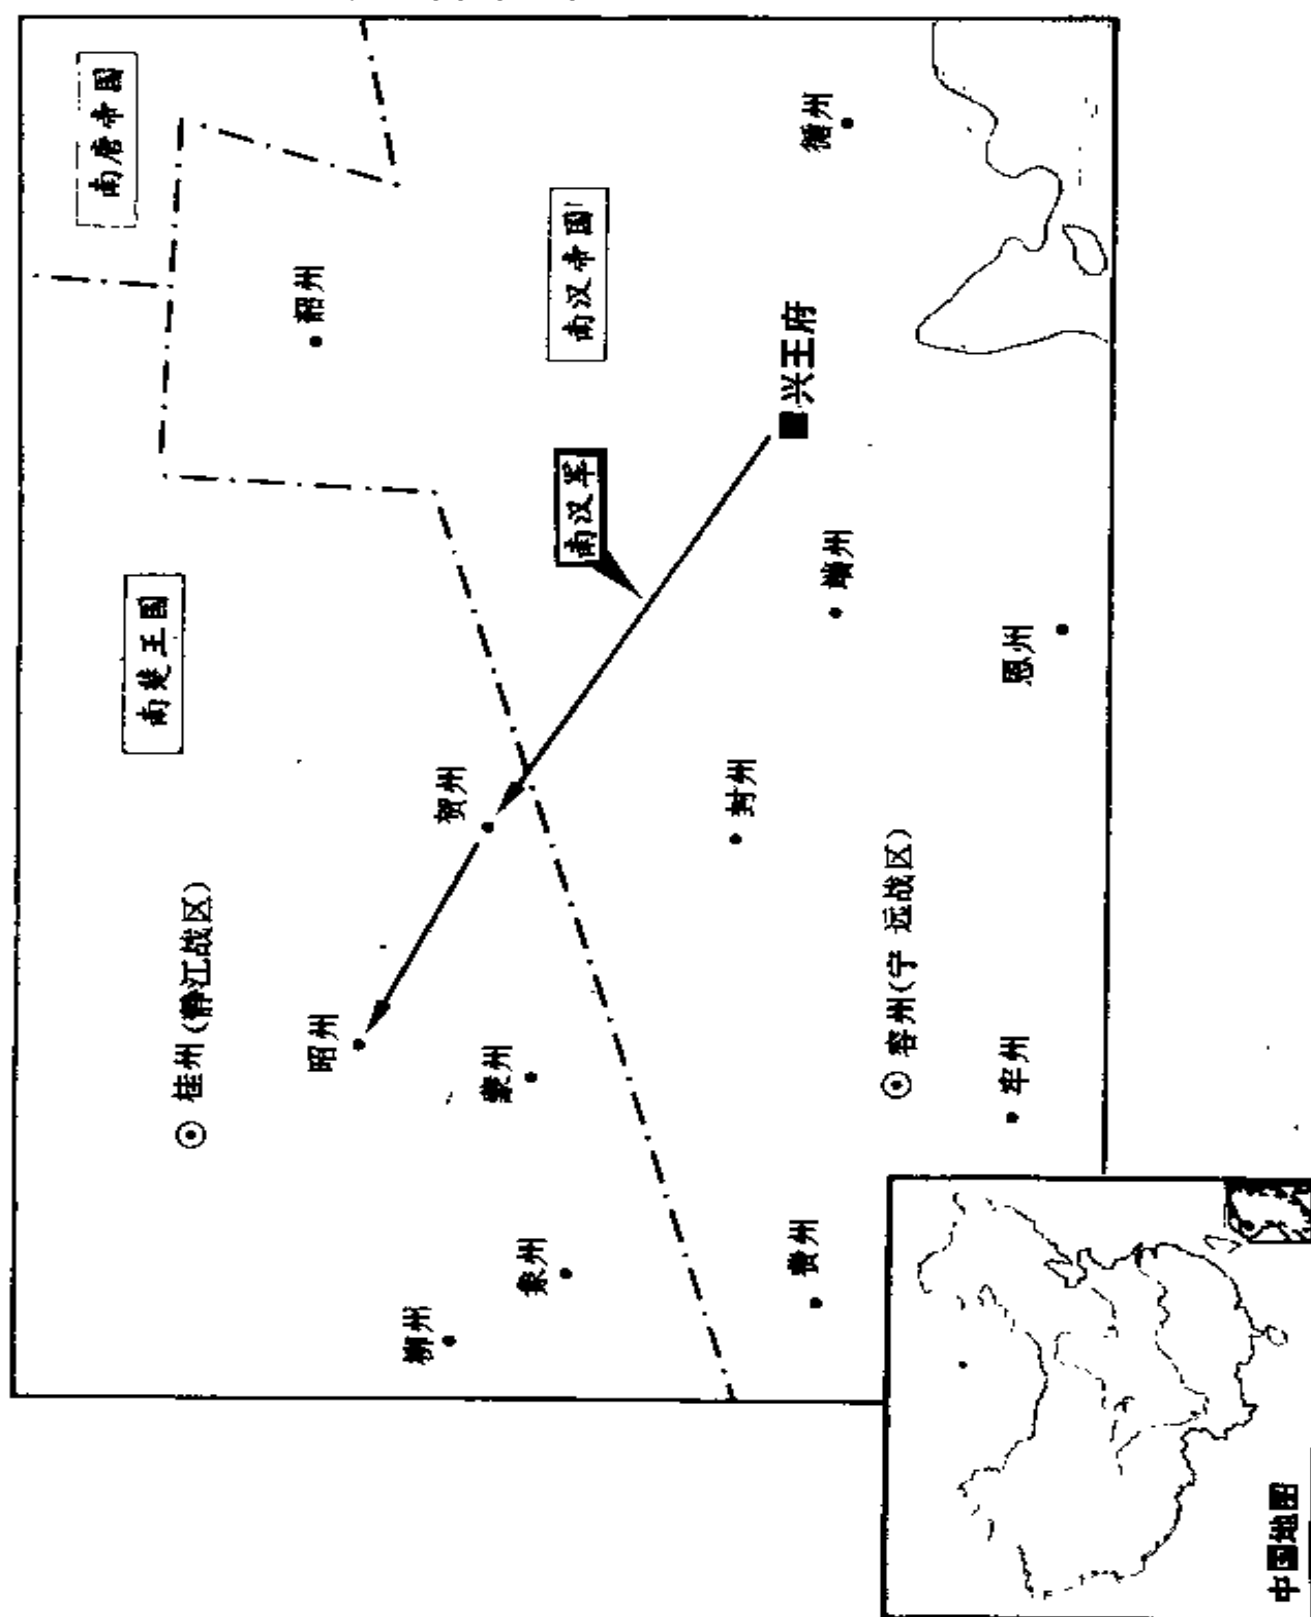 南唐帝国
南楚王国
南汉帝国
南汉军
韶州
循州
兴王府
端州
恩州
贺州
封州
桂州(静江战区)
昭州
蒙州
容州(宁远战区)
牢州
象州
柳州
贵州
中国地图